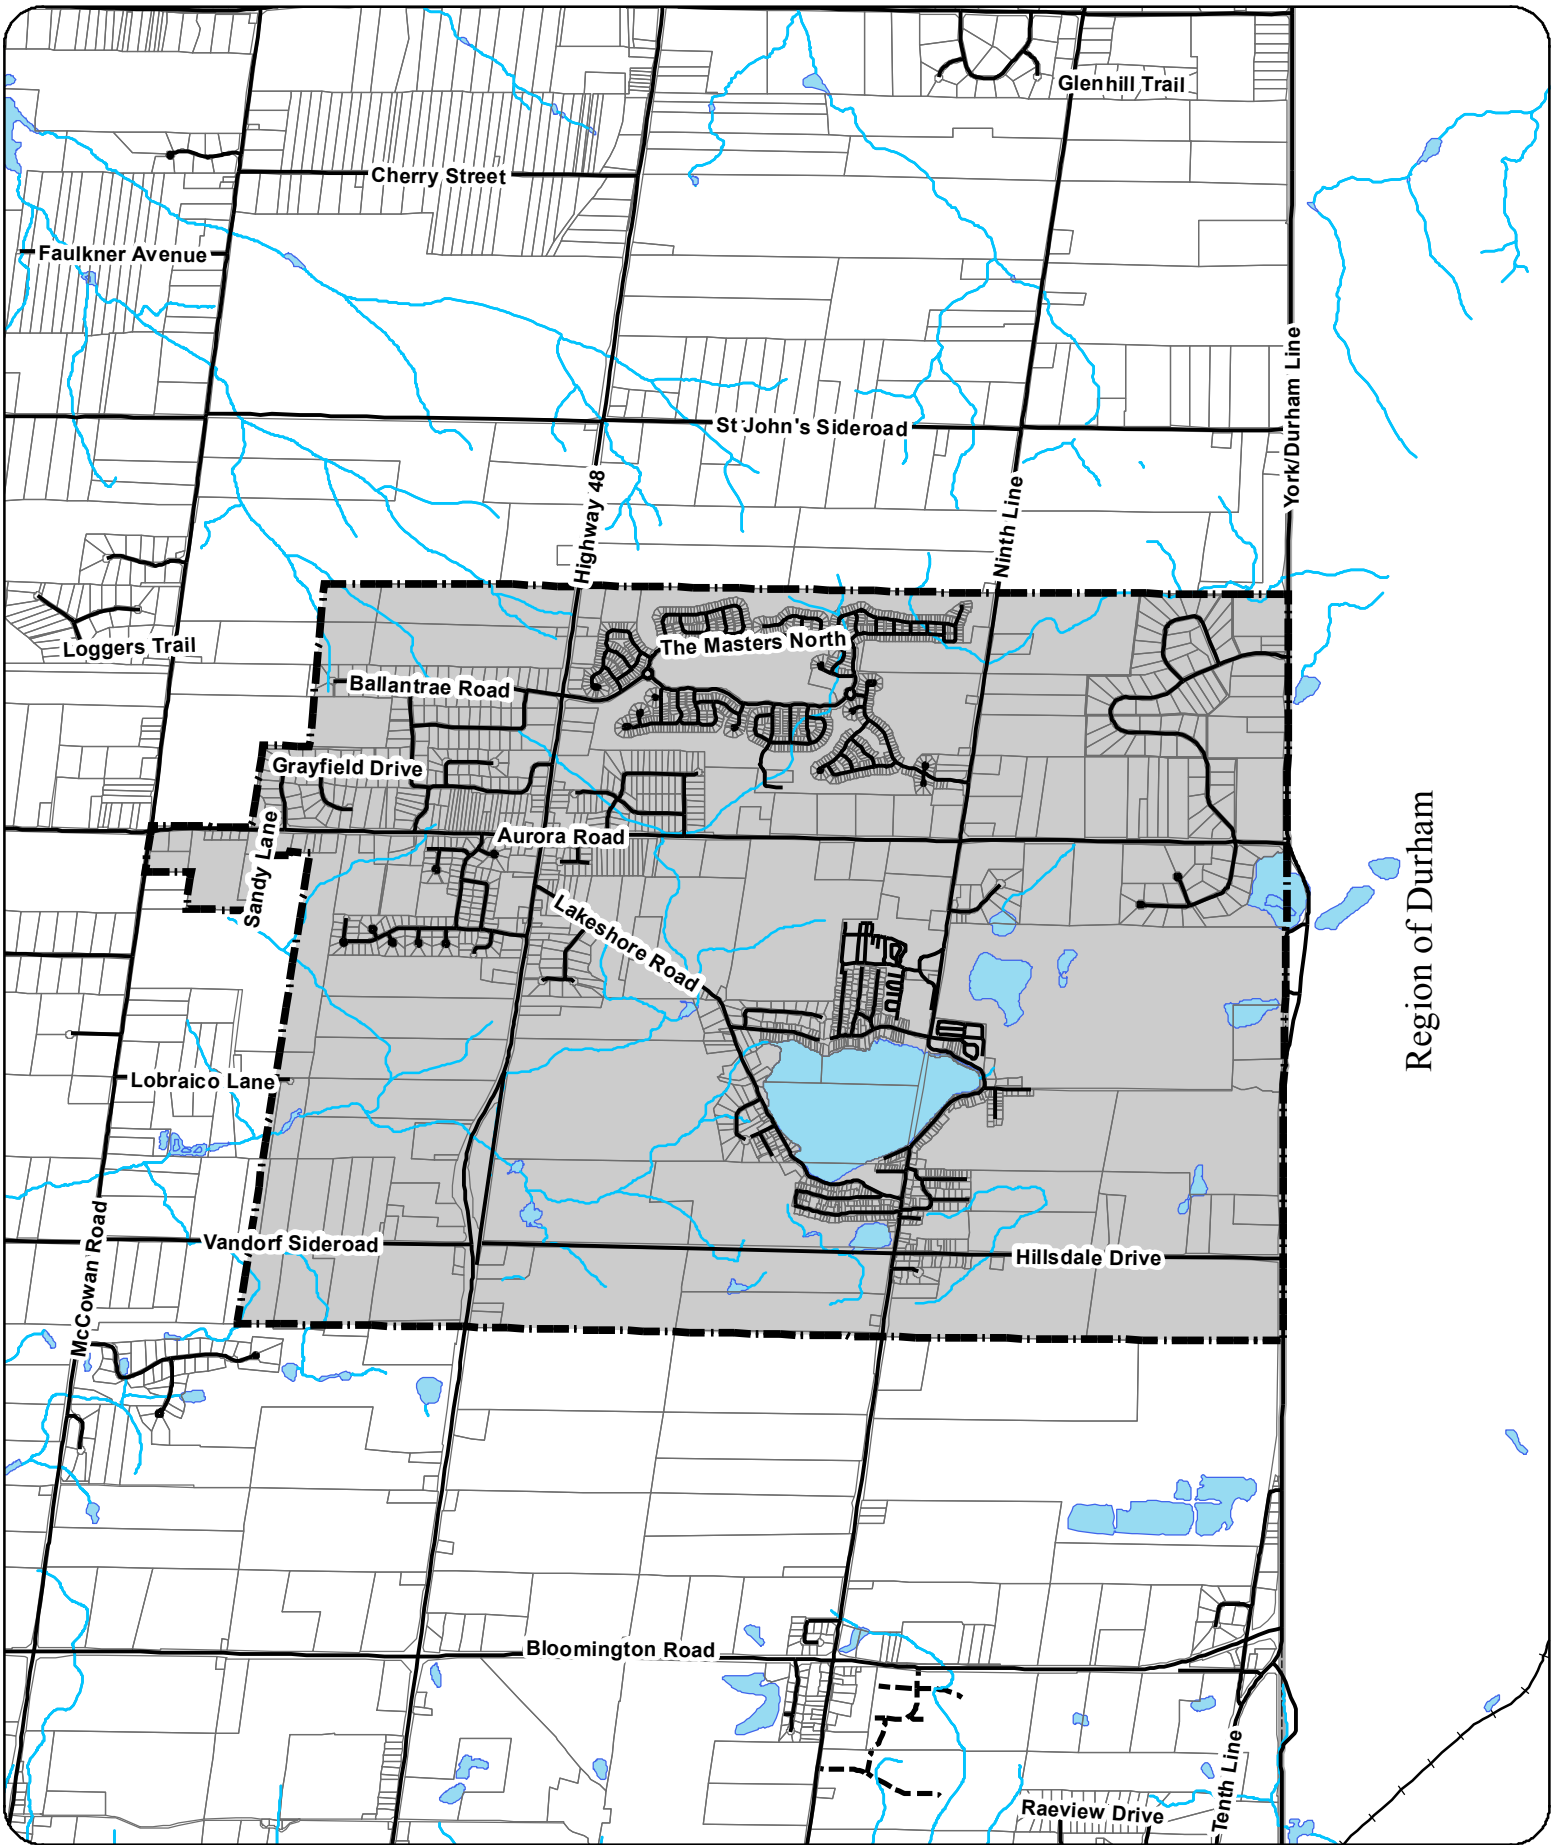 Glenhill Trail
Cherry Street
Faulkner Avenue
York/Durham Line
St John's Sideroad
Highway 48
Ninth Line
Loggers Trail
The Masters North
Ballantrae Road
Grayfield Drive
Aurora Road
Sandy Lane
Lakeshore Road
Region of Durham
Lobraico Lane
McCowan Road
Vandorf Sideroad
Hillsdale Drive
Bloomington Road
Tenth Line
Raeview Drive